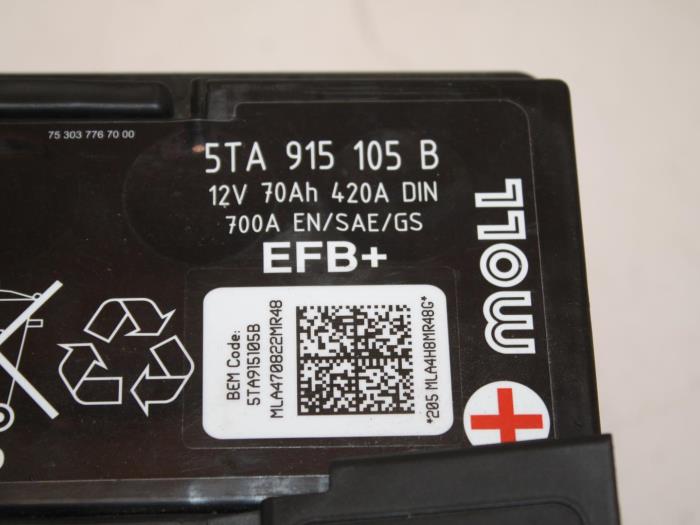 75 303 776 70 00
5TA 915 105 B
12V 70Ah 420A DIN
700A EN/SAE/GS
EFB+
BEM Code:
5TA915105B
MLA470822MR48
*205 MLA4H8MR48G*
MOLL